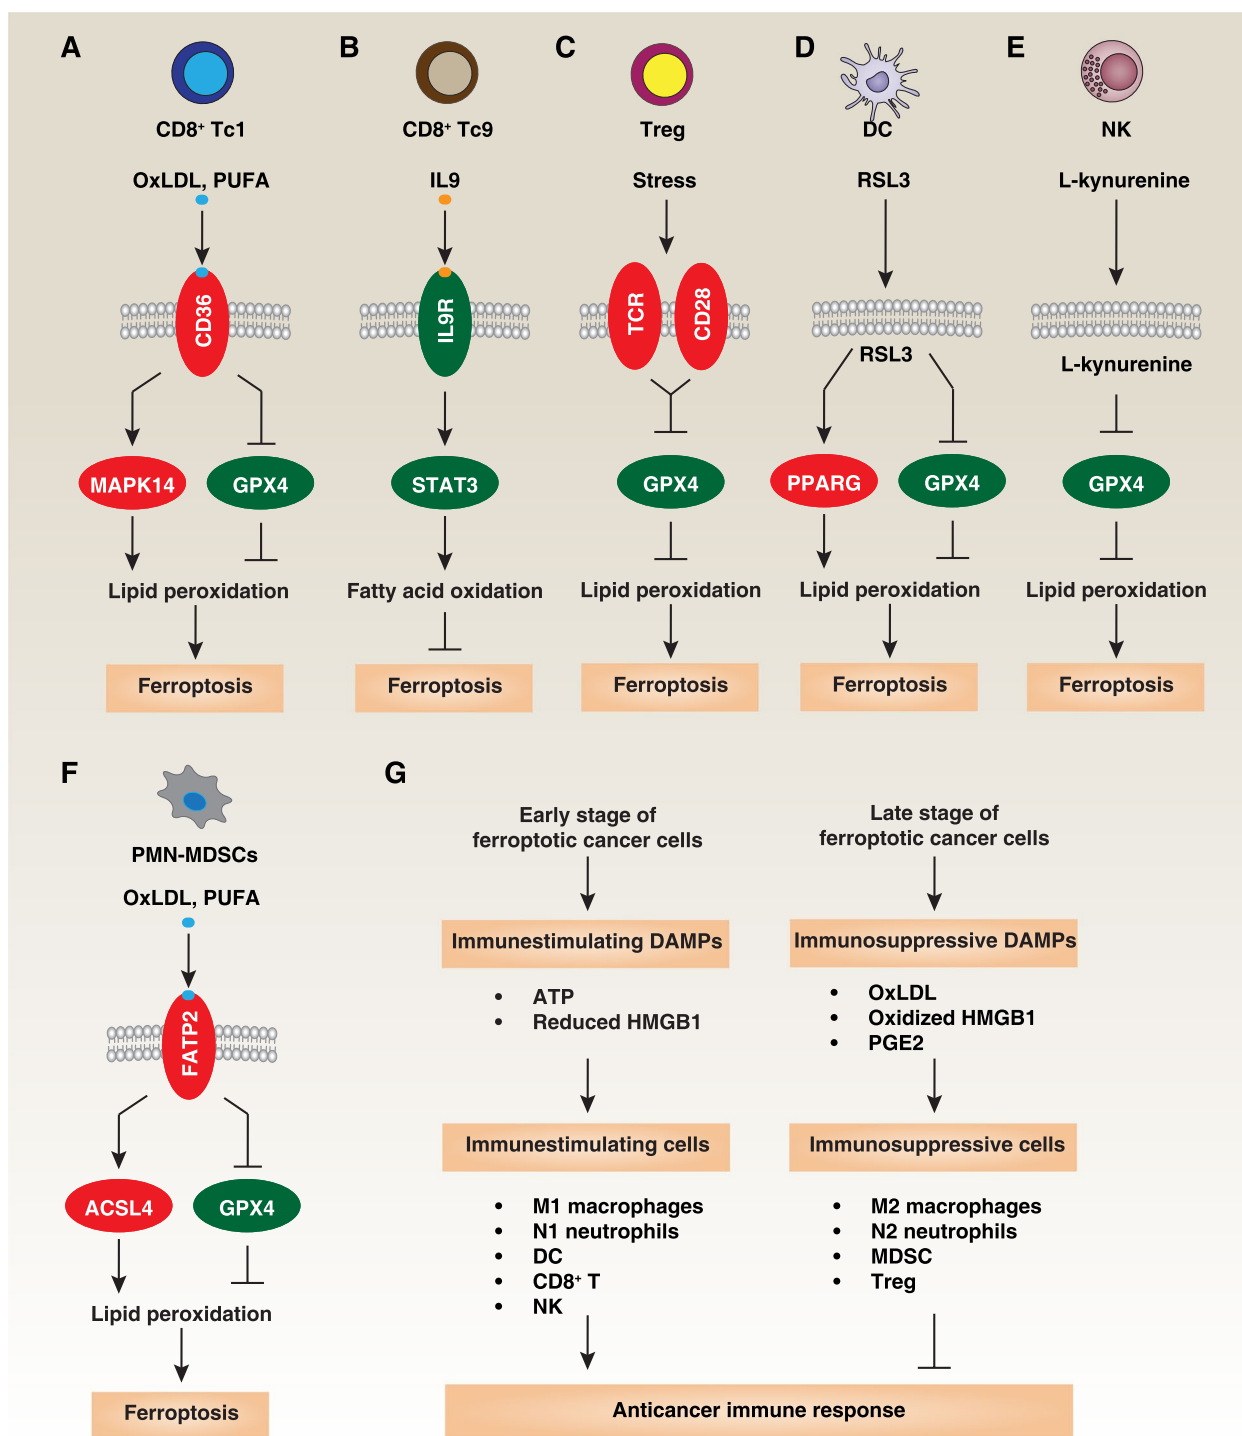 A
CD8⁺ Tc1
OxLDL, PUFA
CD36
MAPK14
GPX4
Lipid peroxidation
Ferroptosis
B
CD8⁺ Tc9
IL9
IL9R
STAT3
Fatty acid oxidation
Ferroptosis
C
Treg
Stress
TCR
CD28
GPX4
Lipid peroxidation
Ferroptosis
D
DC
RSL3
RSL3
PPARG
GPX4
Lipid peroxidation
Ferroptosis
E
NK
L-kynurenine
L-kynurenine
GPX4
Lipid peroxidation
Ferroptosis
F
PMN-MDSCs
OxLDL, PUFA
FATP2
ACSL4
GPX4
Lipid peroxidation
Ferroptosis
G
Early stage of
ferroptotic cancer cells
Immunestimulating DAMPs
• ATP
• Reduced HMGB1
Immunestimulating cells
• M1 macrophages
• N1 neutrophils
• DC
• CD8⁺ T
• NK
Late stage of
ferroptotic cancer cells
Immunosuppressive DAMPs
• OxLDL
• Oxidized HMGB1
• PGE2
Immunosuppressive cells
• M2 macrophages
• N2 neutrophils
• MDSC
• Treg
Anticancer immune response